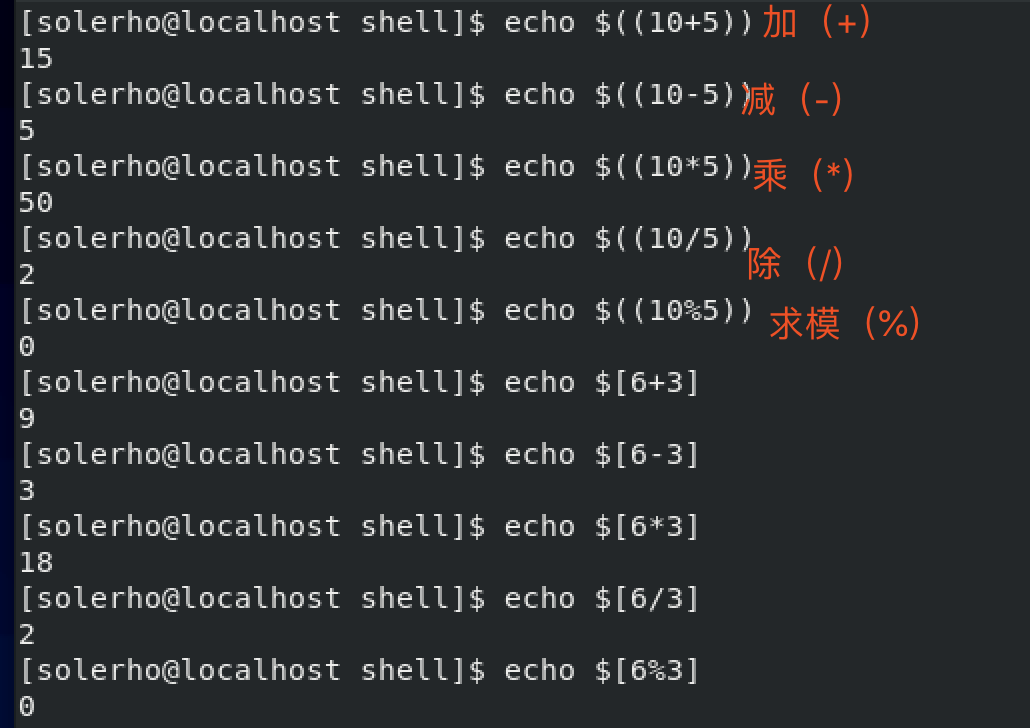 [solerho@localhost shell]$ echo $((10+5)) 加（+）
15
[solerho@localhost shell]$ echo $((10-5)) 减（-）
5
[solerho@localhost shell]$ echo $((10*5)) 乘（*）
50
[solerho@localhost shell]$ echo $((10/5)) 除（/）
2
[solerho@localhost shell]$ echo $((10%5)) 求模（%）
0
[solerho@localhost shell]$ echo $[6+3]
9
[solerho@localhost shell]$ echo $[6-3]
3
[solerho@localhost shell]$ echo $[6*3]
18
[solerho@localhost shell]$ echo $[6/3]
2
[solerho@localhost shell]$ echo $[6%3]
0